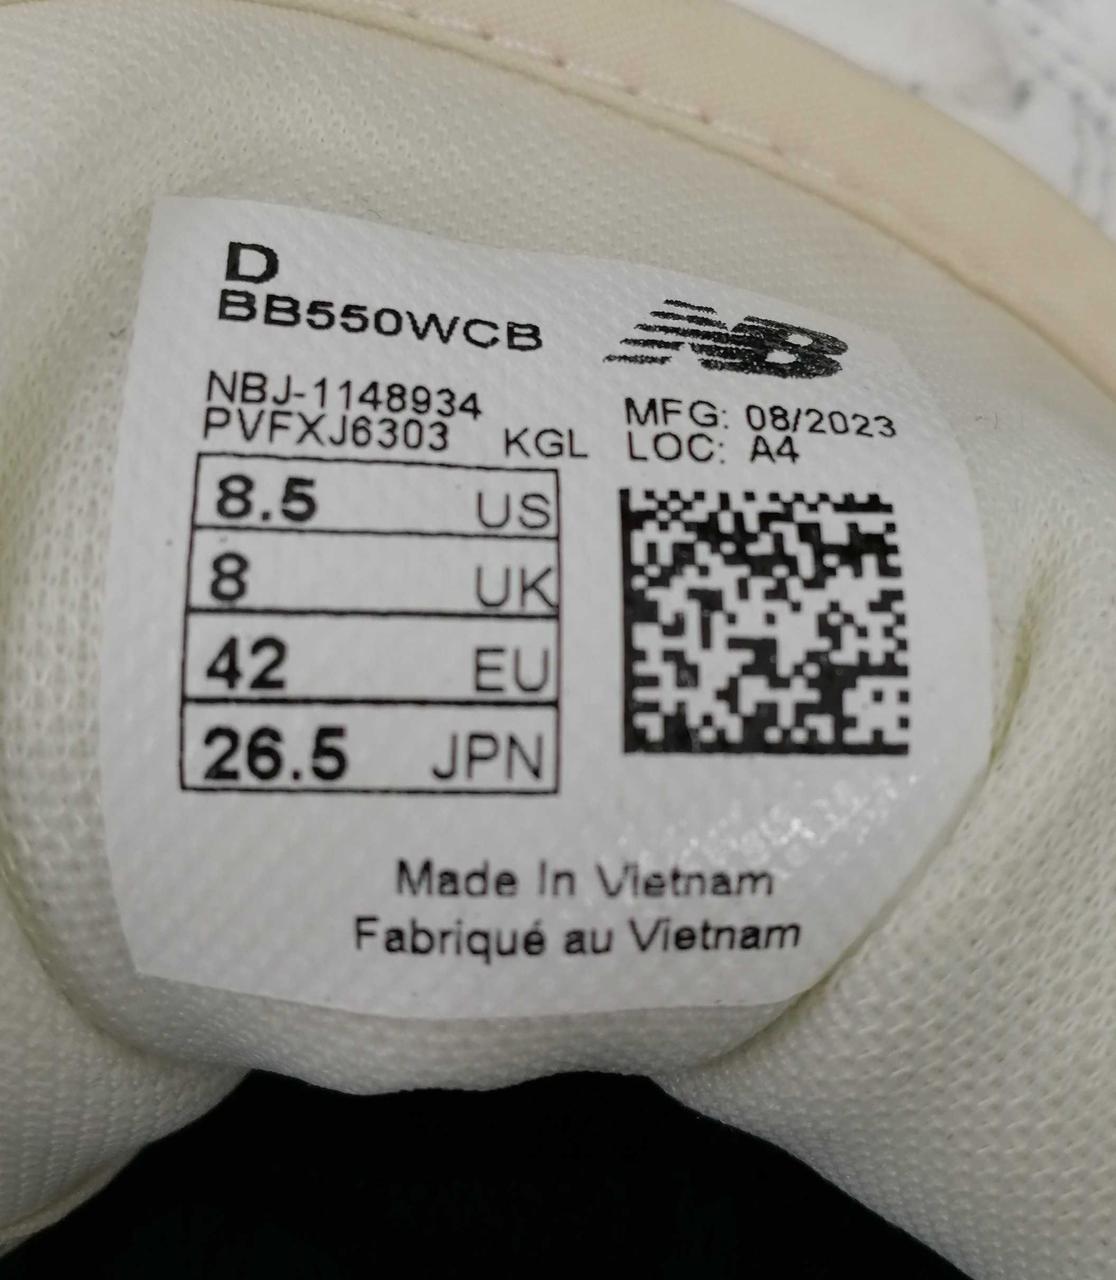 D
BB550WCB
NB
NBJ-1148934
PVFXJ6303 KGL
MFG: 08/2023
LOC: A4
8.5 US
8 UK
42 EU
26.5 JPN
Made In Vietnam
Fabriqué au Vietnam